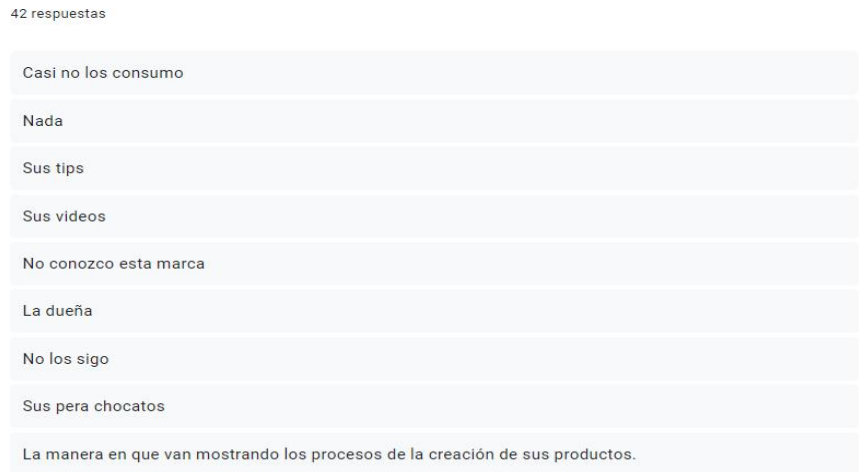 42 respuestas
Casi no los consumo
Nada
Sus tips
Sus videos
No conozco esta marca
La dueña
No los sigo
Sus pera chocatos
La manera en que van mostrando los procesos de la creación de sus productos.